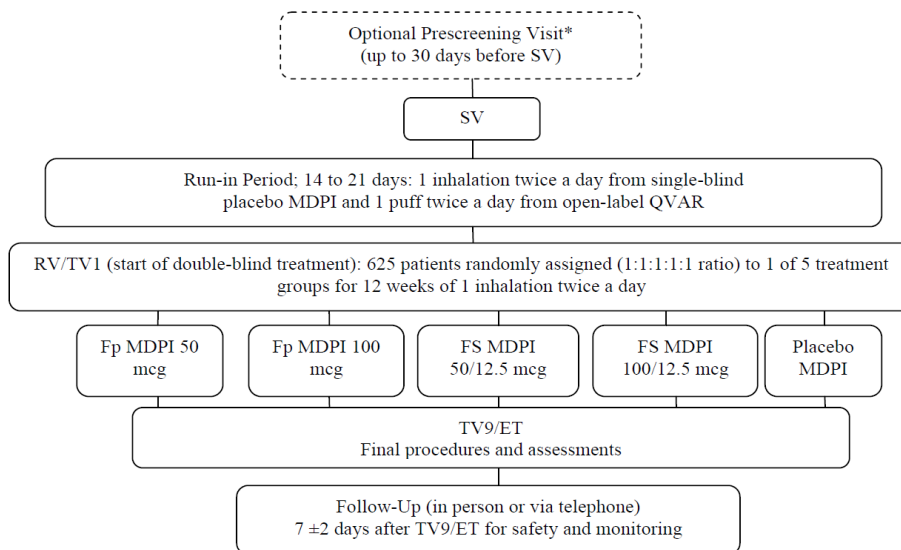 Optional Prescreening Visit*
(up to 30 days before SV)
SV
Run-in Period; 14 to 21 days: 1 inhalation twice a day from single-blind
placebo MDPI and 1 puff twice a day from open-label QVAR
RV/TV1 (start of double-blind treatment): 625 patients randomly assigned (1:1:1:1:1 ratio) to 1 of 5 treatment
groups for 12 weeks of 1 inhalation twice a day
Fp MDPI 50
mcg
Fp MDPI 100
mcg
FS MDPI
50/12.5 mcg
FS MDPI
100/12.5 mcg
Placebo
MDPI
TV9/ET
Final procedures and assessments
Follow-Up (in person or via telephone)
7 ±2 days after TV9/ET for safety and monitoring